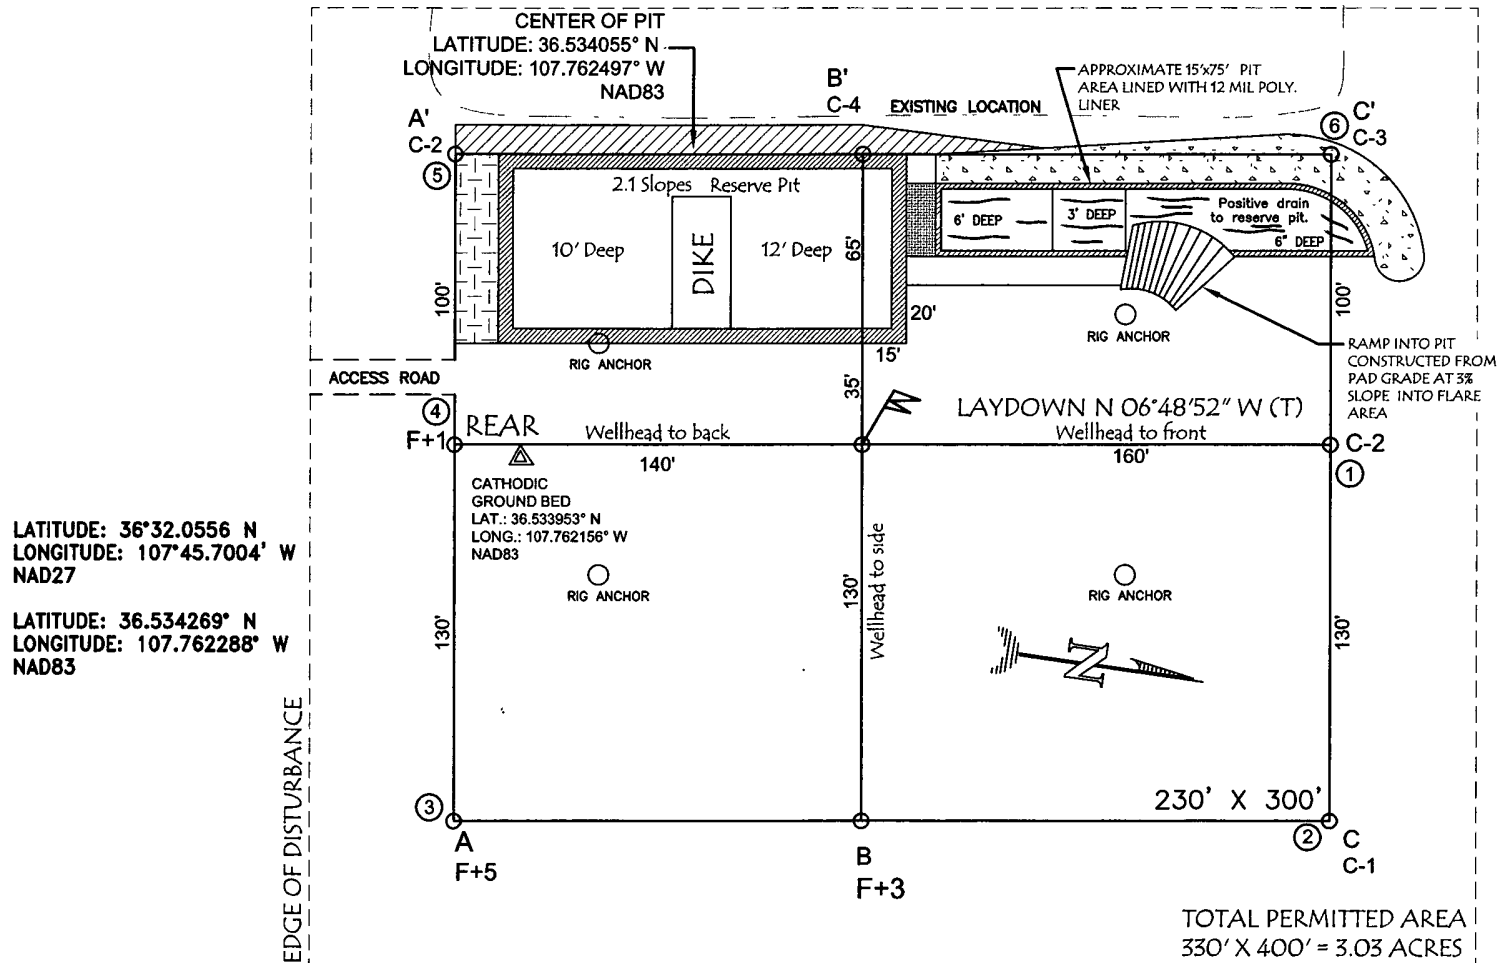 CENTER OF PIT
LATITUDE: 36.534055° N
LONGITUDE: 107.762497° W
NAD83
B'
C-4
EXISTING LOCATION
APPROXIMATE 15'x75' PIT
AREA LINED WITH 12 MIL POLY.
LINER
A'
C-2
5
6
C'
C-3
2.1 Slopes Reserve Pit
10' Deep
DIKE
12' Deep
65'
6' DEEP
3' DEEP
Positive drain
to reserve pit.
6" DEEP
100'
20'
15'
100'
RIG ANCHOR
RIG ANCHOR
RAMP INTO PIT
CONSTRUCTED FROM
PAD GRADE AT 3%
SLOPE INTO FLARE
AREA
ACCESS ROAD
35'
4
F+1
REAR
Wellhead to back
140'
LAYDOWN N 06°48'52" W (T)
Wellhead to front
160'
C-2
1
CATHODIC
GROUND BED
LAT.: 36.533953° N
LONG.: 107.762156° W
NAD83
LATITUDE: 36°32.0556 N
LONGITUDE: 107°45.7004' W
NAD27
LATITUDE: 36.534269° N
LONGITUDE: 107.762288° W
NAD83
RIG ANCHOR
RIG ANCHOR
130'
130'
Wellhead to side
130'
N
EDGE OF DISTURBANCE
230' X 300'
3
A
F+5
B
F+3
2
C
C-1
TOTAL PERMITTED AREA
330' X 400' = 3.03 ACRES